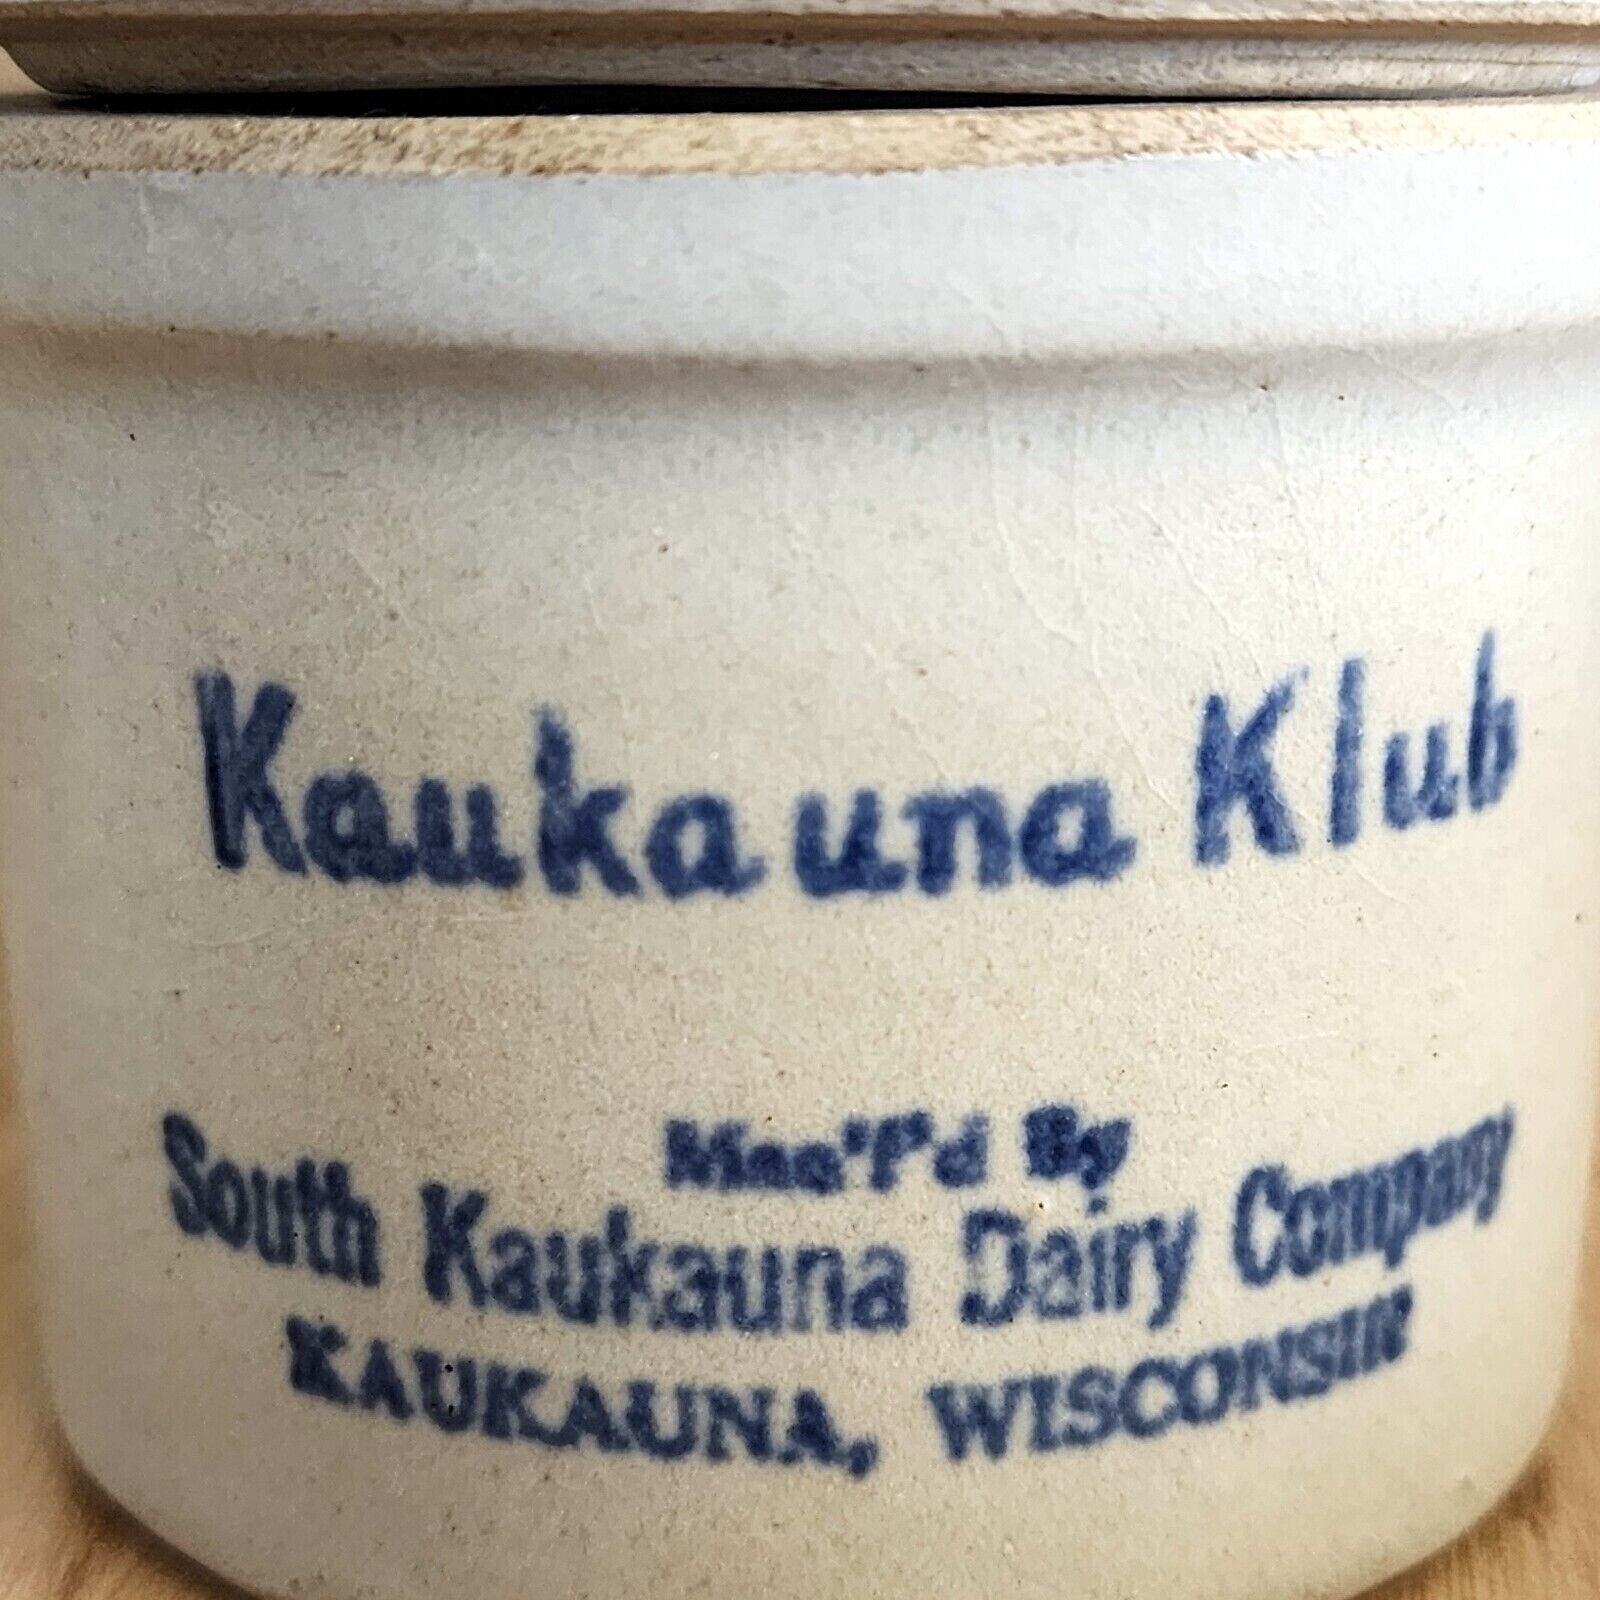 Kaukauna Klub
Man'f'd By
South Kaukauna Dairy Company
KAUKAUNA, WISCONSIN